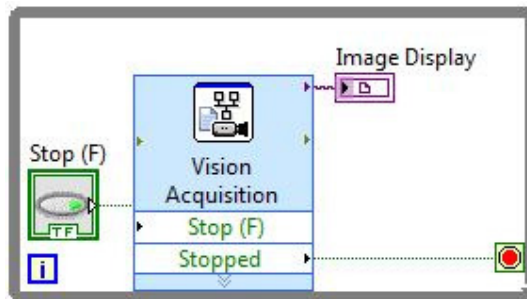 Image Display
Stop (F)
TF
i
Vision
Acquisition
Stop (F)
Stopped